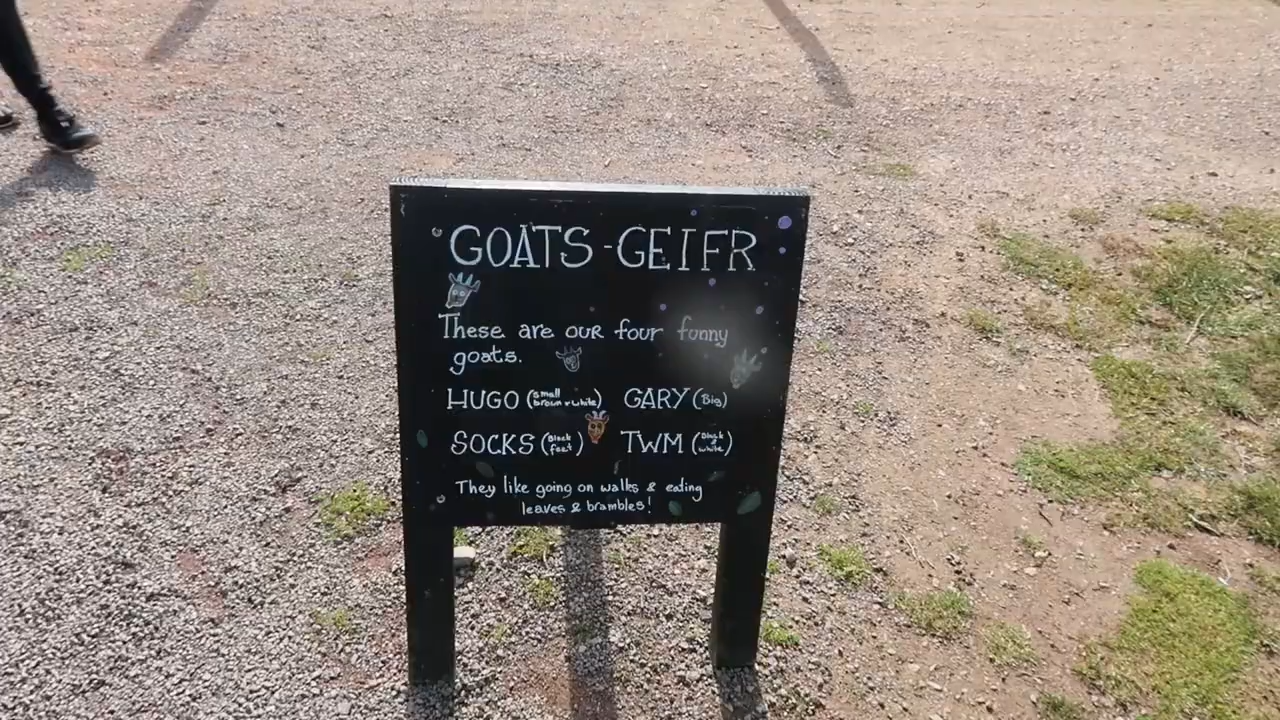 GOATS - GEIFR
These are our four funny
goats.
HUGO (small brown + white) GARY (Big)
SOCKS (Black feet) TWM (Black & white)
They like going on walks & eating
leaves & brambles!